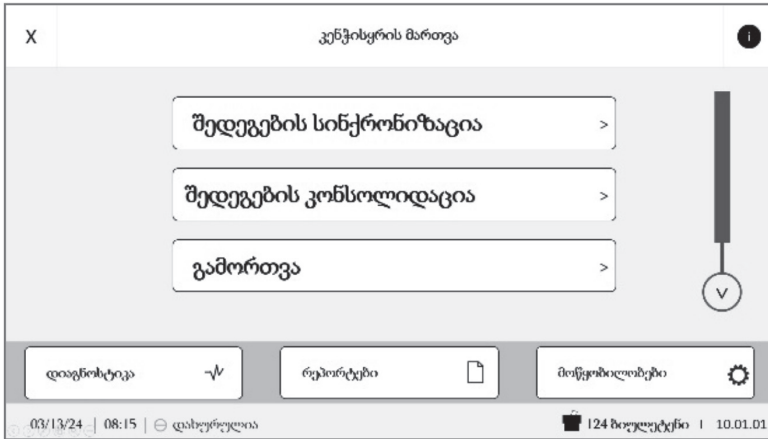 X
კენჭისყრის მართვა
i
შედეგების სინქრონიზაცია >
შედეგების კონსოლიდაცია >
გამორთვა >
v
დიაგნოსტიკა
რეპორტები
მოწყობილობები
03/13/24 | 08:15 | დახურულია
124 ბიულეტენი | 10.01.01